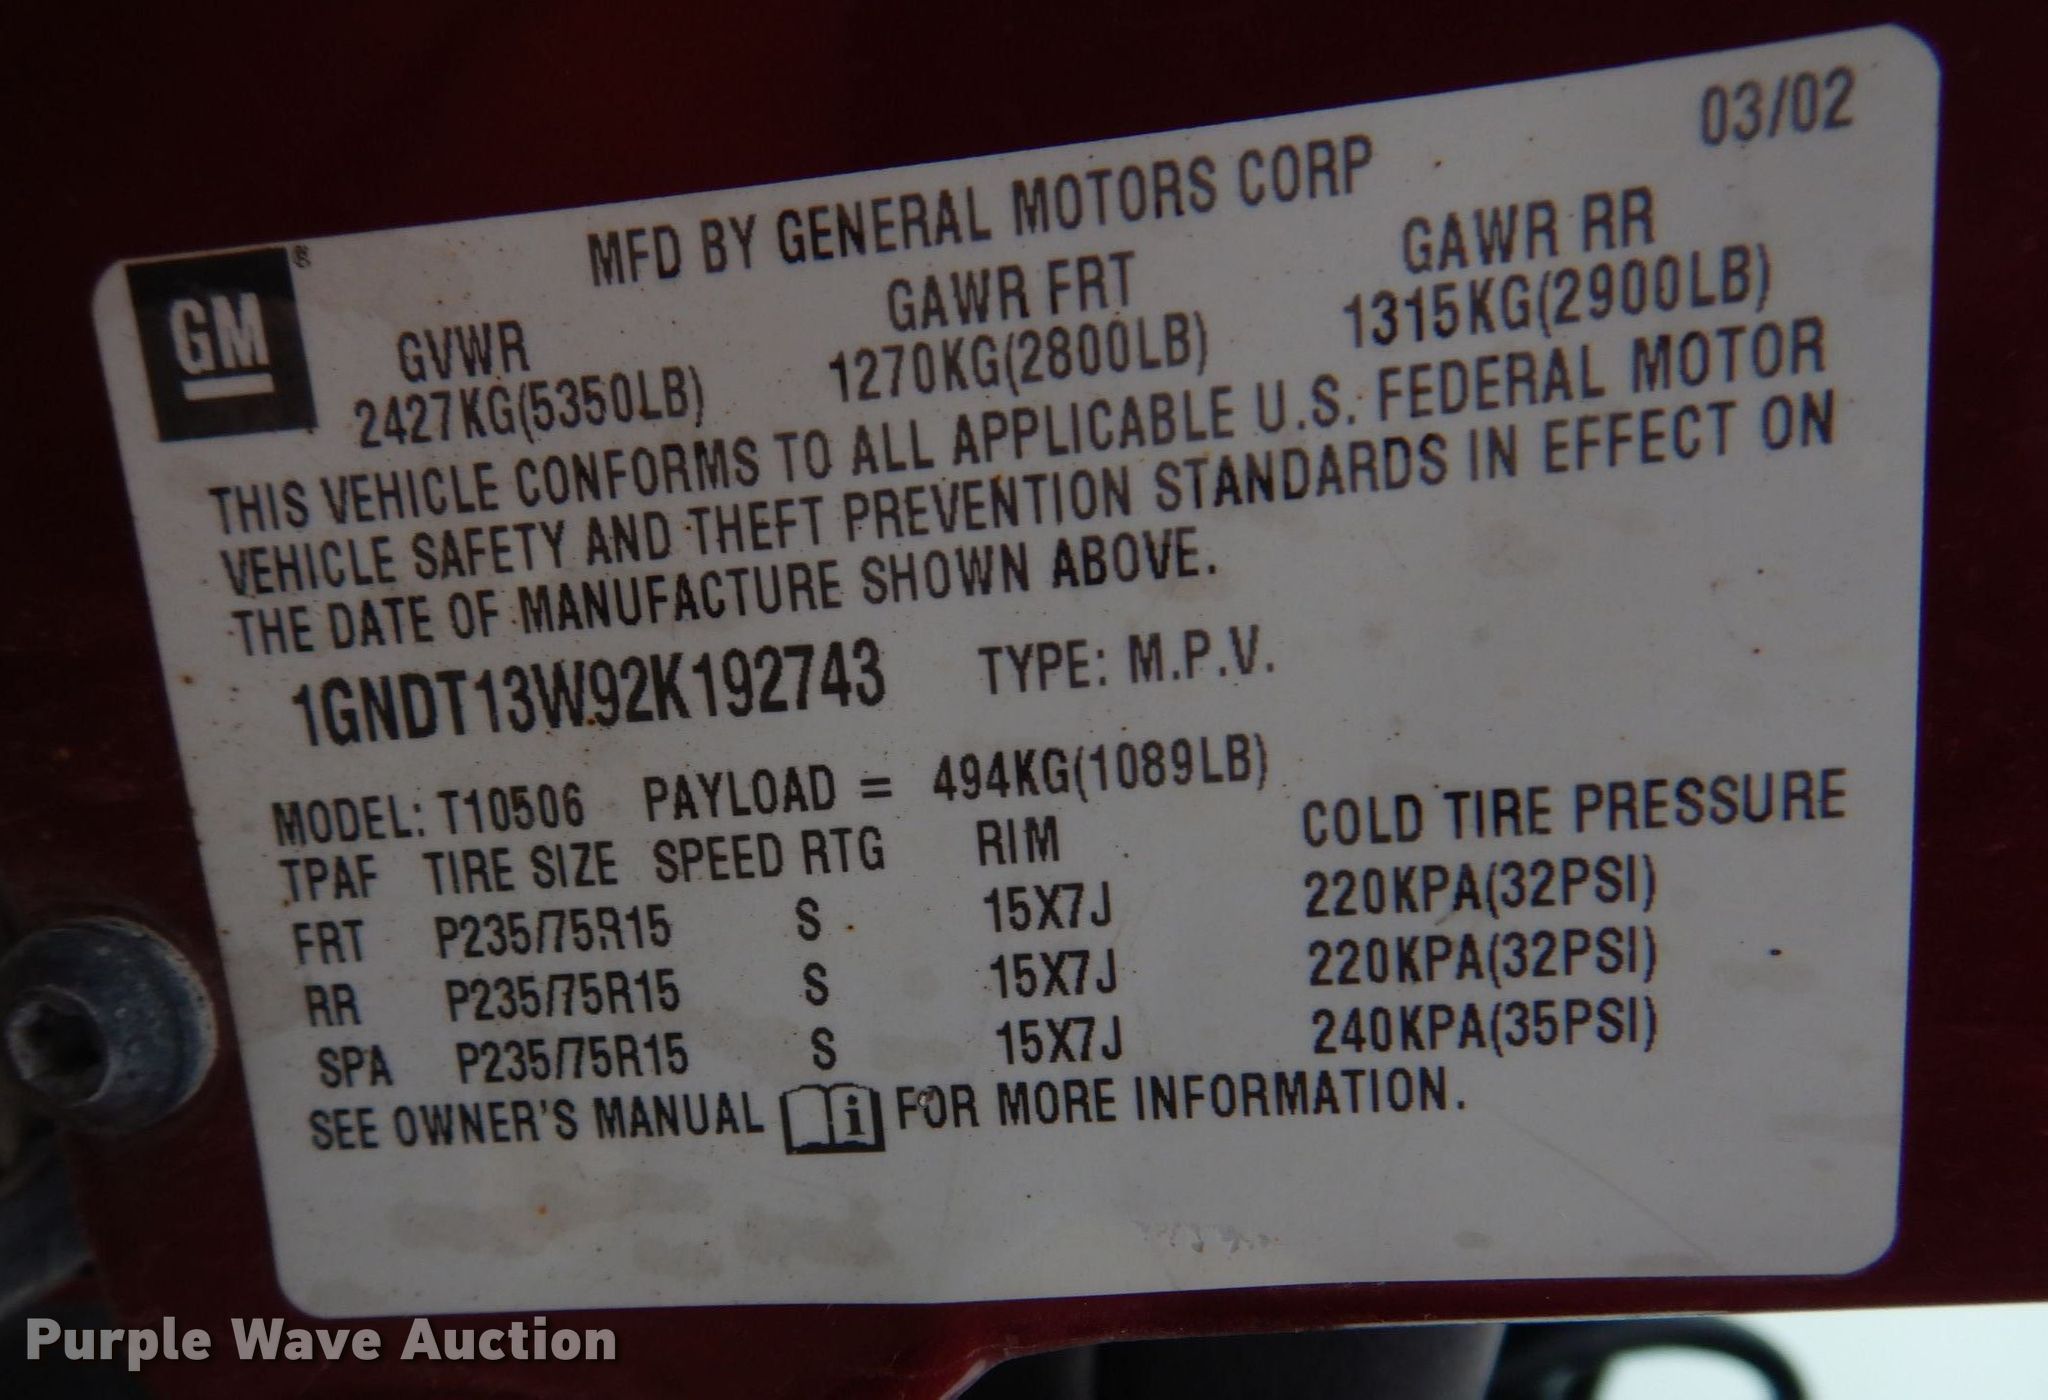 03/02
MFD BY GENERAL MOTORS CORP
GM®
GVWR GAWR FRT GAWR RR
2427KG(5350LB) 1270KG(2800LB) 1315KG(2900LB)
THIS VEHICLE CONFORMS TO ALL APPLICABLE U.S. FEDERAL MOTOR
VEHICLE SAFETY AND THEFT PREVENTION STANDARDS IN EFFECT ON
THE DATE OF MANUFACTURE SHOWN ABOVE.
1GNDT13W92K192743 TYPE: M.P.V.
MODEL: T10506 PAYLOAD = 494KG(1089LB)
TPAF TIRE SIZE SPEED RTG RIM COLD TIRE PRESSURE
FRT P235/75R15 S 15X7J 220KPA(32PSI)
RR P235/75R15 S 15X7J 220KPA(32PSI)
SPA P235/75R15 S 15X7J 240KPA(35PSI)
SEE OWNER'S MANUAL i FOR MORE INFORMATION.
Purple Wave Auction